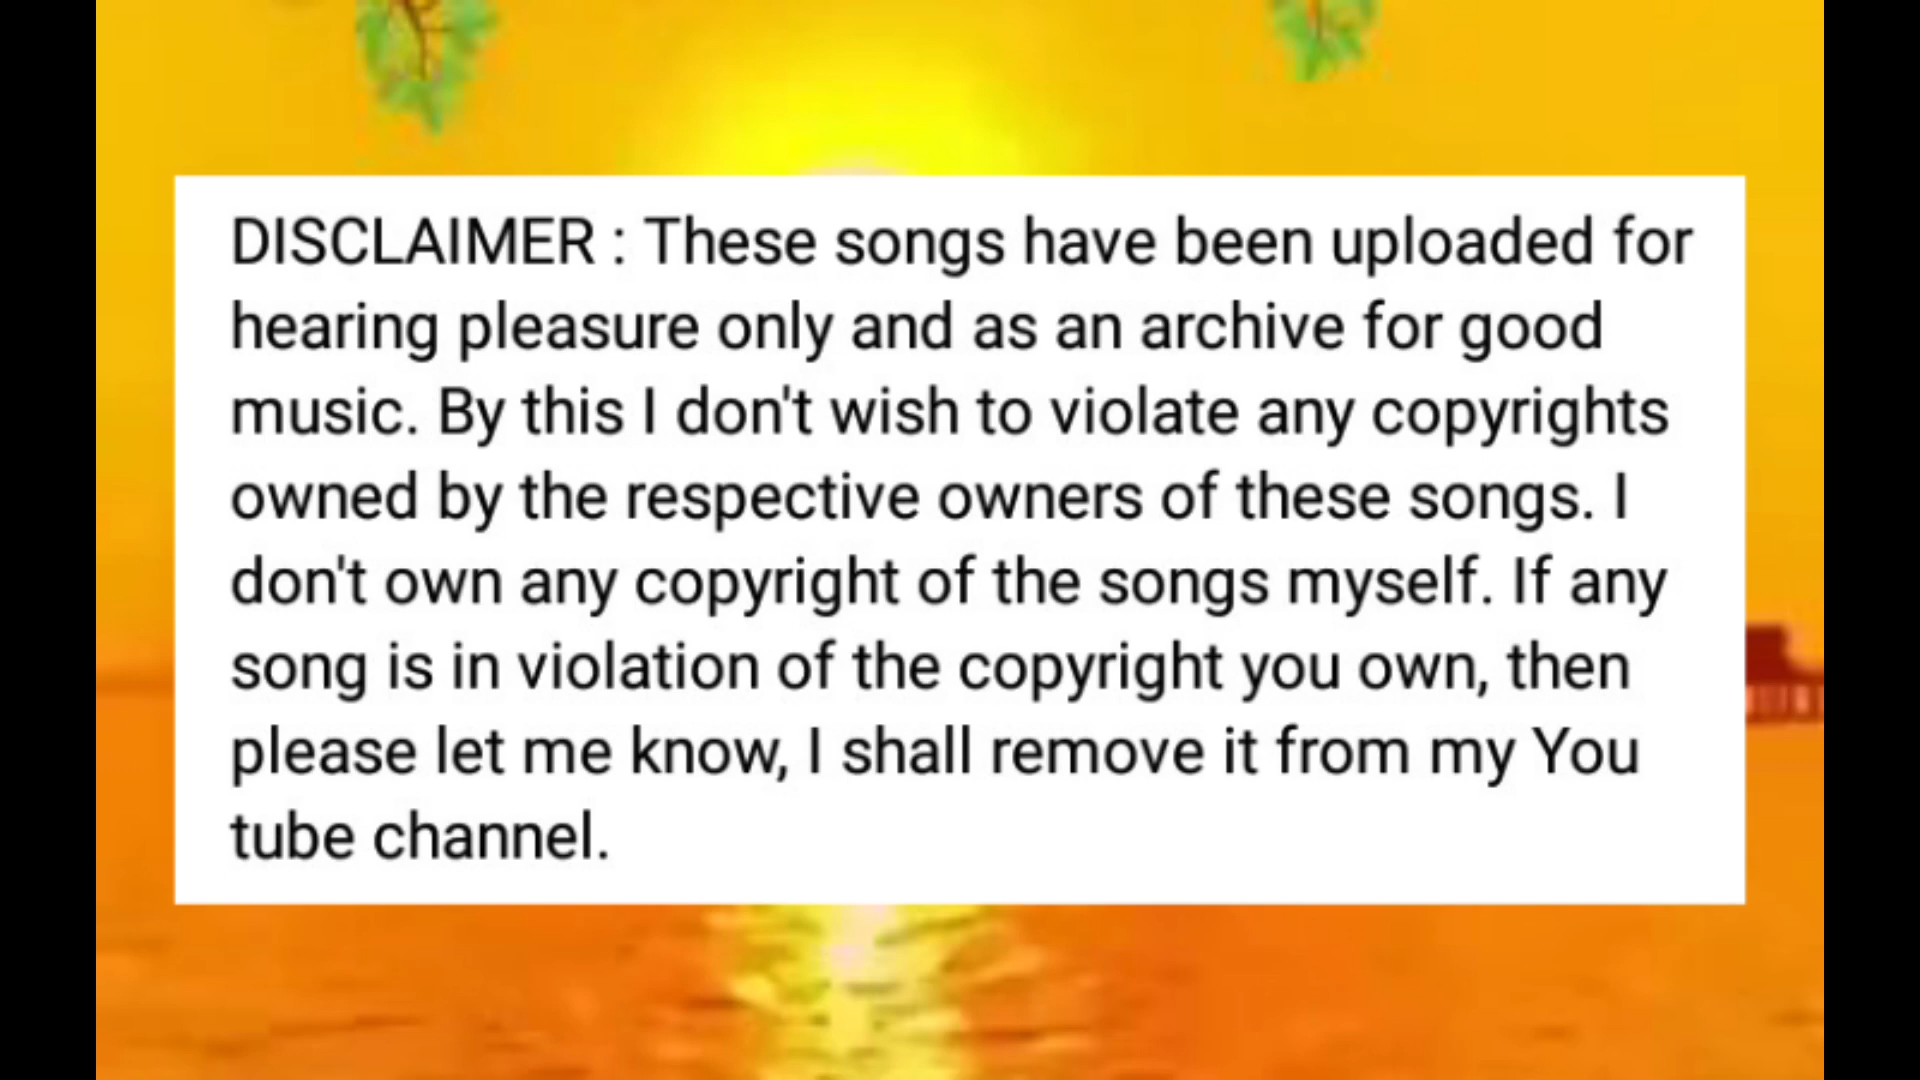 DISCLAIMER : These songs have been uploaded for
hearing pleasure only and as an archive for good
music. By this I don't wish to violate any copyrights
owned by the respective owners of these songs. I
don't own any copyright of the songs myself. If any
song is in violation of the copyright you own, then
please let me know, I shall remove it from my You
tube channel.